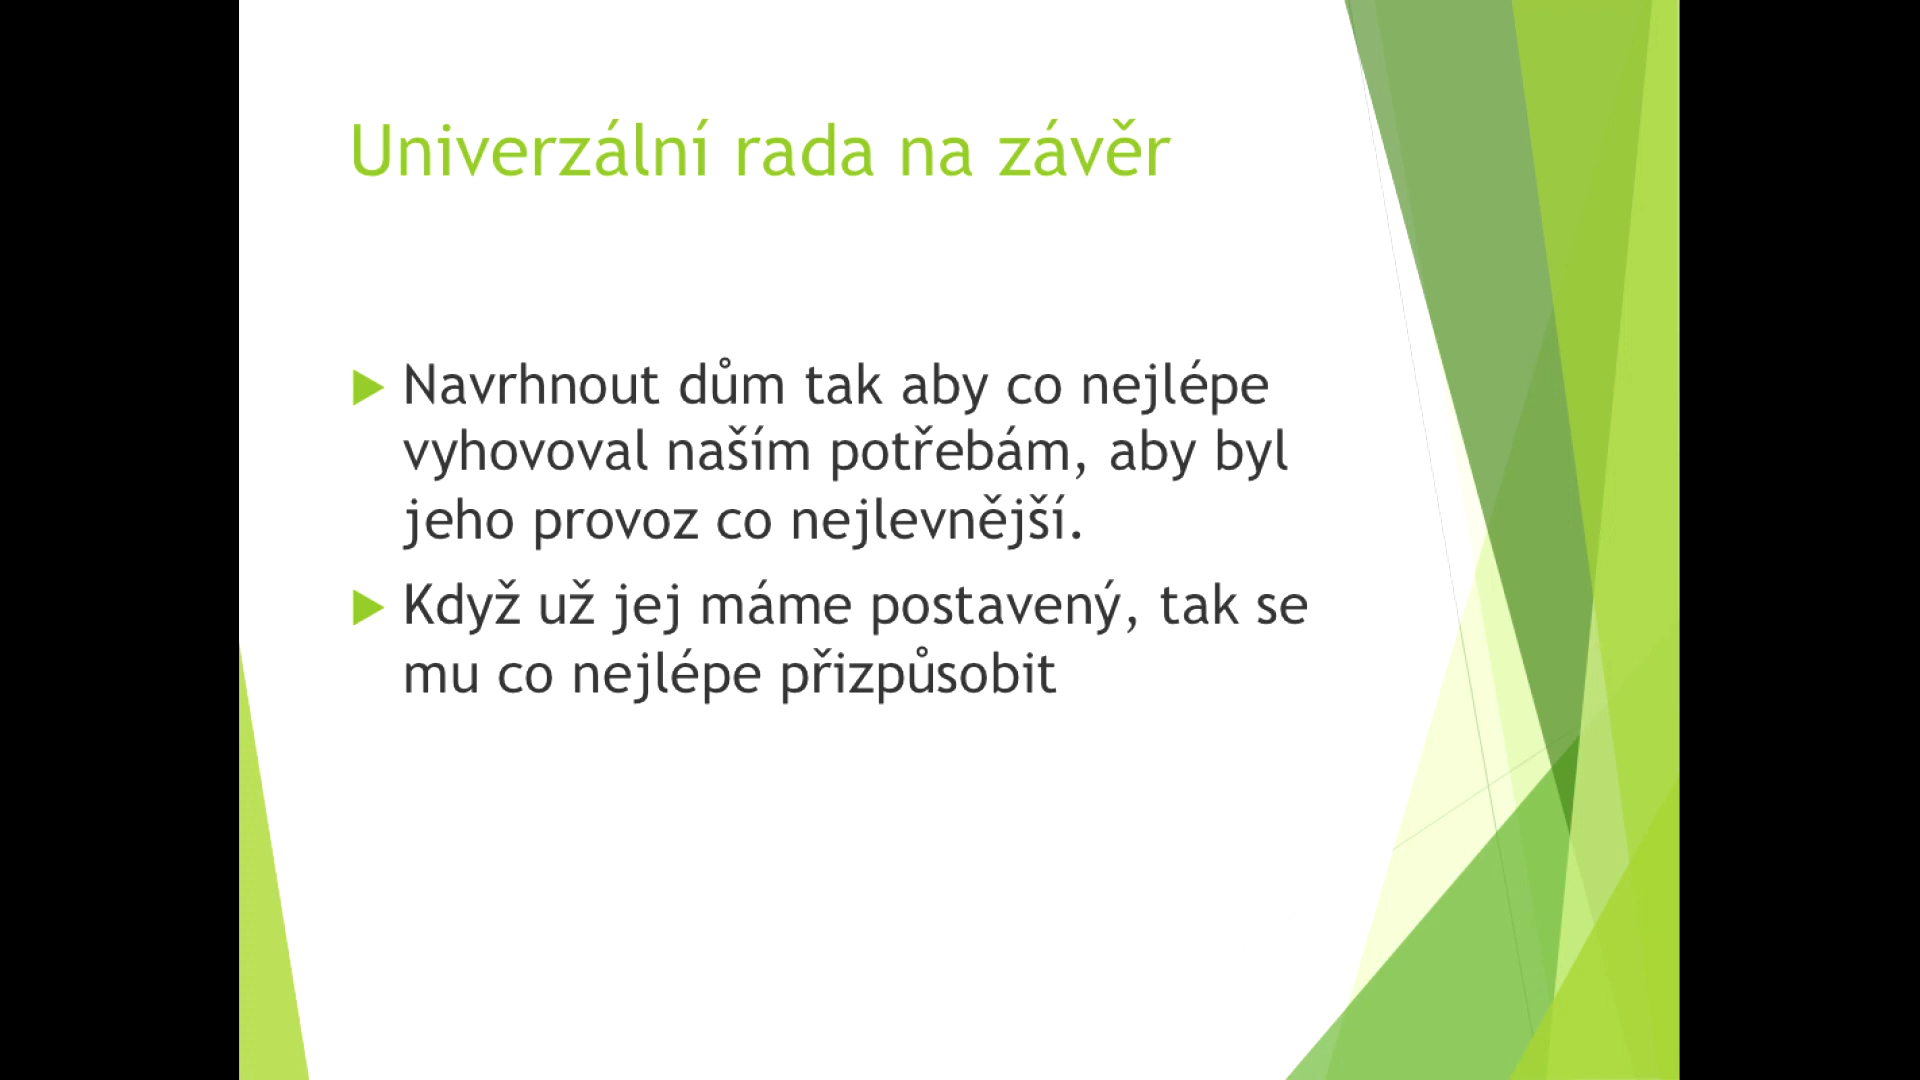 Univerzální rada na závěr
Navrhnout dům tak aby co nejlépe
vyhovoval naším potřebám, aby byl
jeho provoz co nejlevnější.
Když už jej máme postavený, tak se
mu co nejlépe přizpůsobit